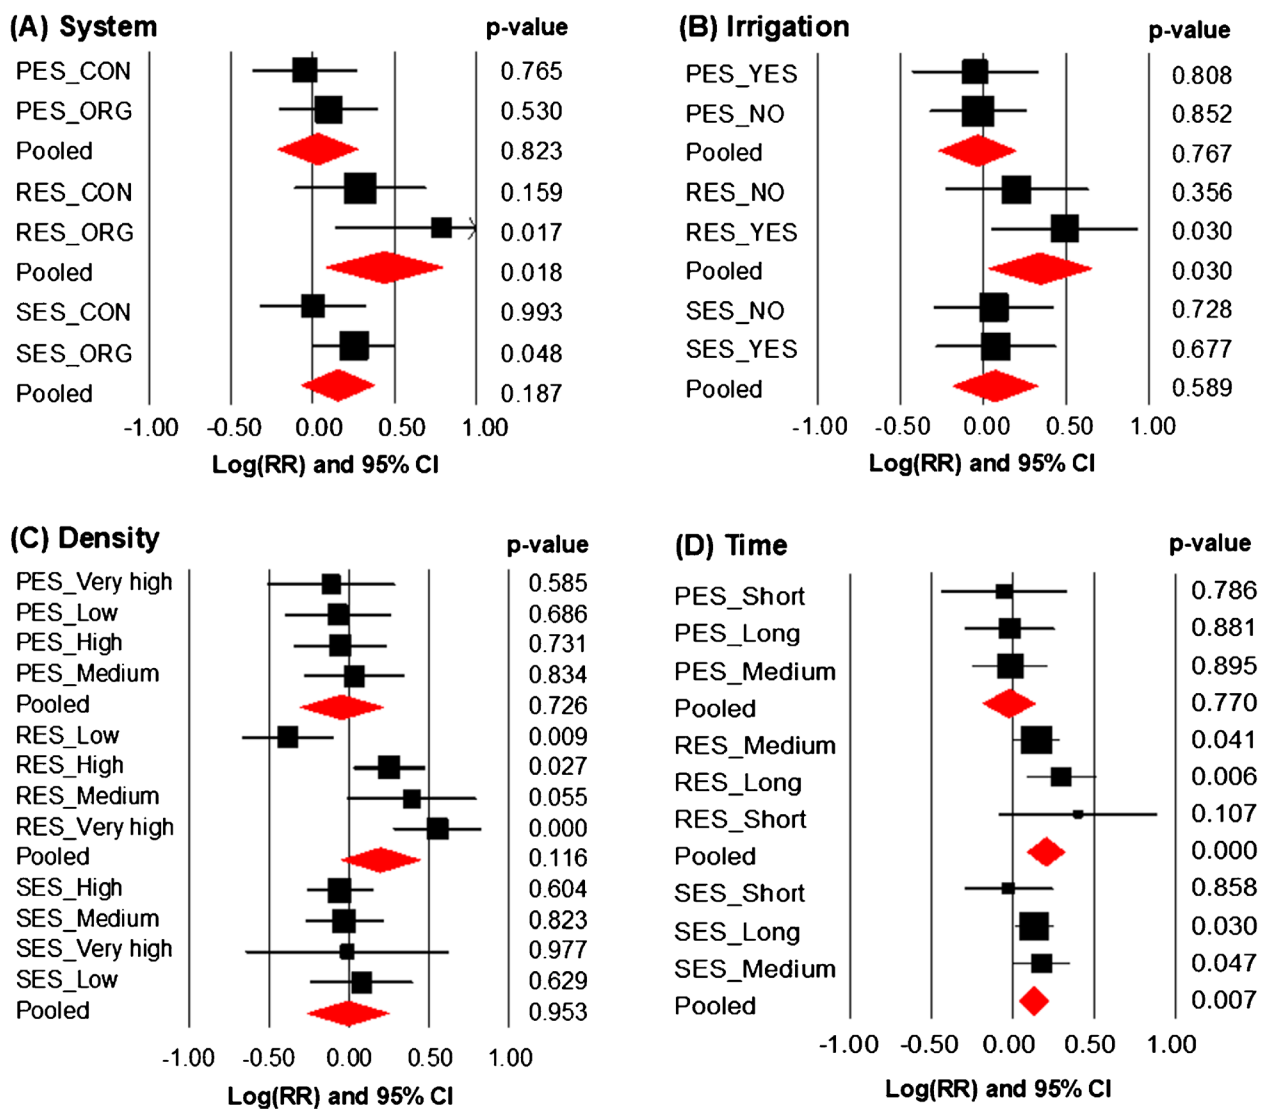 (A) System
p-value
PES_CON 0.765
PES_ORG 0.530
Pooled 0.823
RES_CON 0.159
RES_ORG 0.017
Pooled 0.018
SES_CON 0.993
SES_ORG 0.048
Pooled 0.187
-1.00 -0.50 0.00 0.50 1.00
Log(RR) and 95% CI
(B) Irrigation
p-value
PES_YES 0.808
PES_NO 0.852
Pooled 0.767
RES_NO 0.356
RES_YES 0.030
Pooled 0.030
SES_NO 0.728
SES_YES 0.677
Pooled 0.589
-1.00 -0.50 0.00 0.50 1.00
Log(RR) and 95% CI
(C) Density
p-value
PES_Very high 0.585
PES_Low 0.686
PES_High 0.731
PES_Medium 0.834
Pooled 0.726
RES_Low 0.009
RES_High 0.027
RES_Medium 0.055
RES_Very high 0.000
Pooled 0.116
SES_High 0.604
SES_Medium 0.823
SES_Very high 0.977
SES_Low 0.629
Pooled 0.953
-1.00 -0.50 0.00 0.50 1.00
Log(RR) and 95% CI
(D) Time
p-value
PES_Short 0.786
PES_Long 0.881
PES_Medium 0.895
Pooled 0.770
RES_Medium 0.041
RES_Long 0.006
RES_Short 0.107
Pooled 0.000
SES_Short 0.858
SES_Long 0.030
SES_Medium 0.047
Pooled 0.007
-1.00 -0.50 0.00 0.50 1.00
Log(RR) and 95% CI